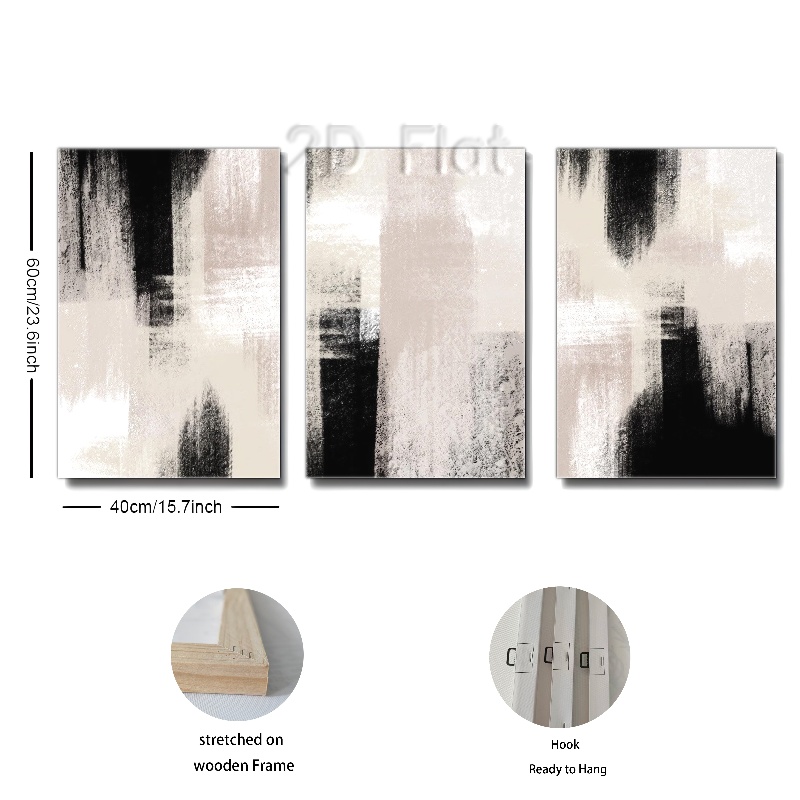 2D Flat
60cm/23.6inch
40cm/15.7inch
stretched on
wooden Frame
Hook
Ready to Hang